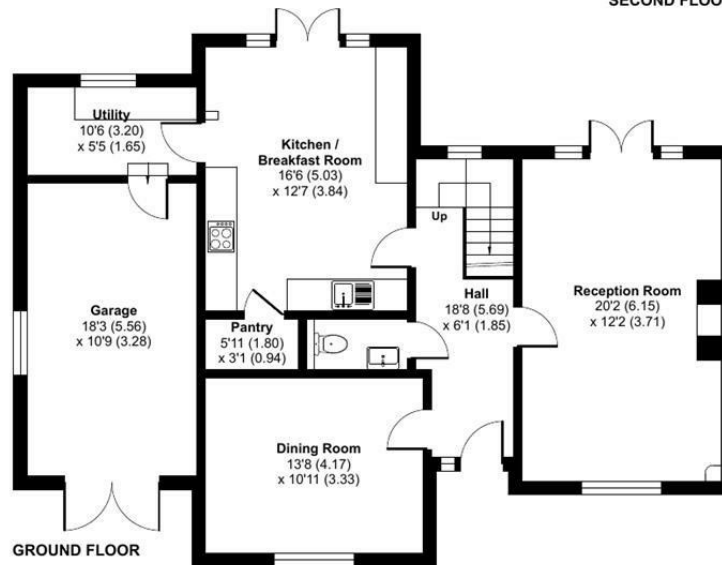 SECOND FLOO
Utility
10'6 (3.20)
x 5'5 (1.65)
Kitchen /
Breakfast Room
16'6 (5.03)
x 12'7 (3.84)
Up
Garage
18'3 (5.56)
x 10'9 (3.28)
Pantry
5'11 (1.80)
x 3'1 (0.94)
Hall
18'8 (5.69)
x 6'1 (1.85)
Reception Room
20'2 (6.15)
x 12'2 (3.71)
Dining Room
13'8 (4.17)
x 10'11 (3.33)
GROUND FLOOR